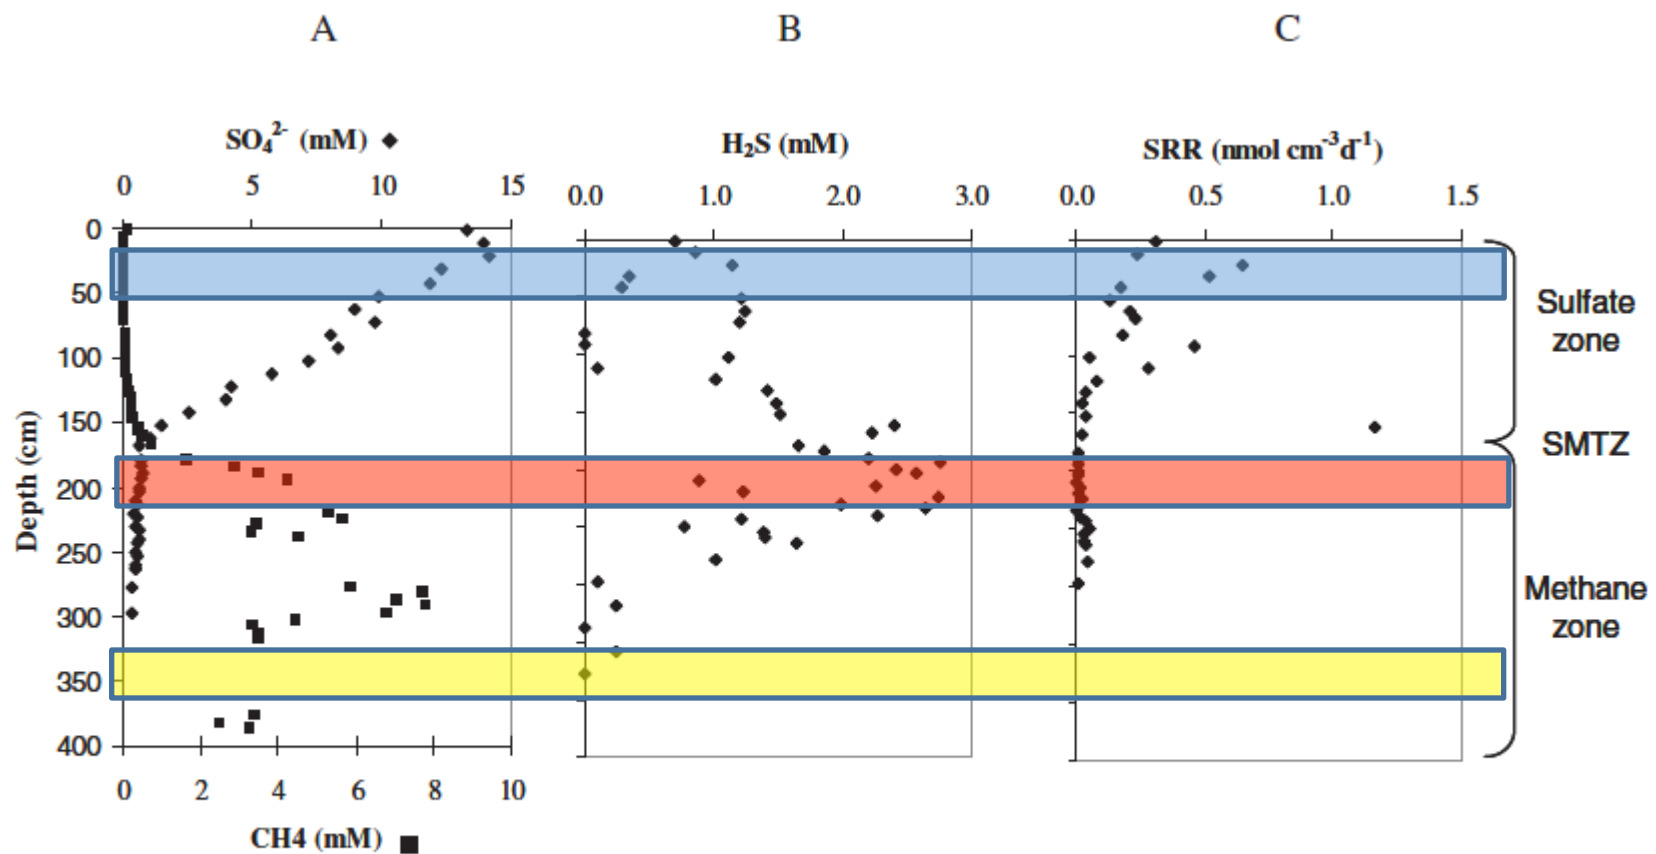 A B C
SO₄²⁻ (mM)
H₂S (mM)
SRR (nmol cm⁻³d⁻¹)
0 5 10 15
0.0 1.0 2.0 3.0
0.0 0.5 1.0 1.5
Depth (cm)
0
50
100
150
200
250
300
350
400
Sulfate
zone
SMTZ
Methane
zone
0 2 4 6 8 10
CH4 (mM)